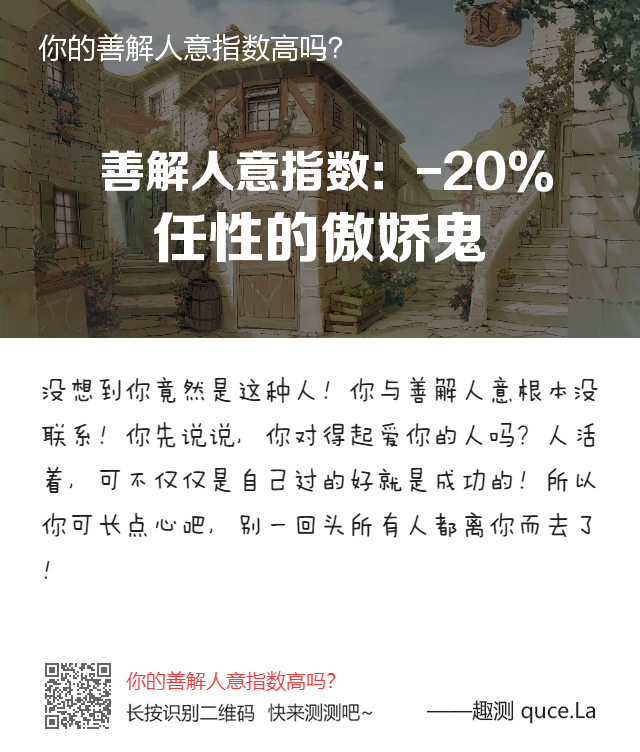 你的善解人意指数高吗?
善解人意指数：-20%
任性的傲娇鬼
没想到你竟然是这种人！你与善解人意根本没
联系！你先说说，你对得起爱你的人吗？人活
着，可不仅仅是自己过的好就是成功的！所以
你可长点心吧，别一回头所有人都离你而去了
！
你的善解人意指数高吗?
长按识别二维码 快来测测吧~
——趣测 quce.La
N